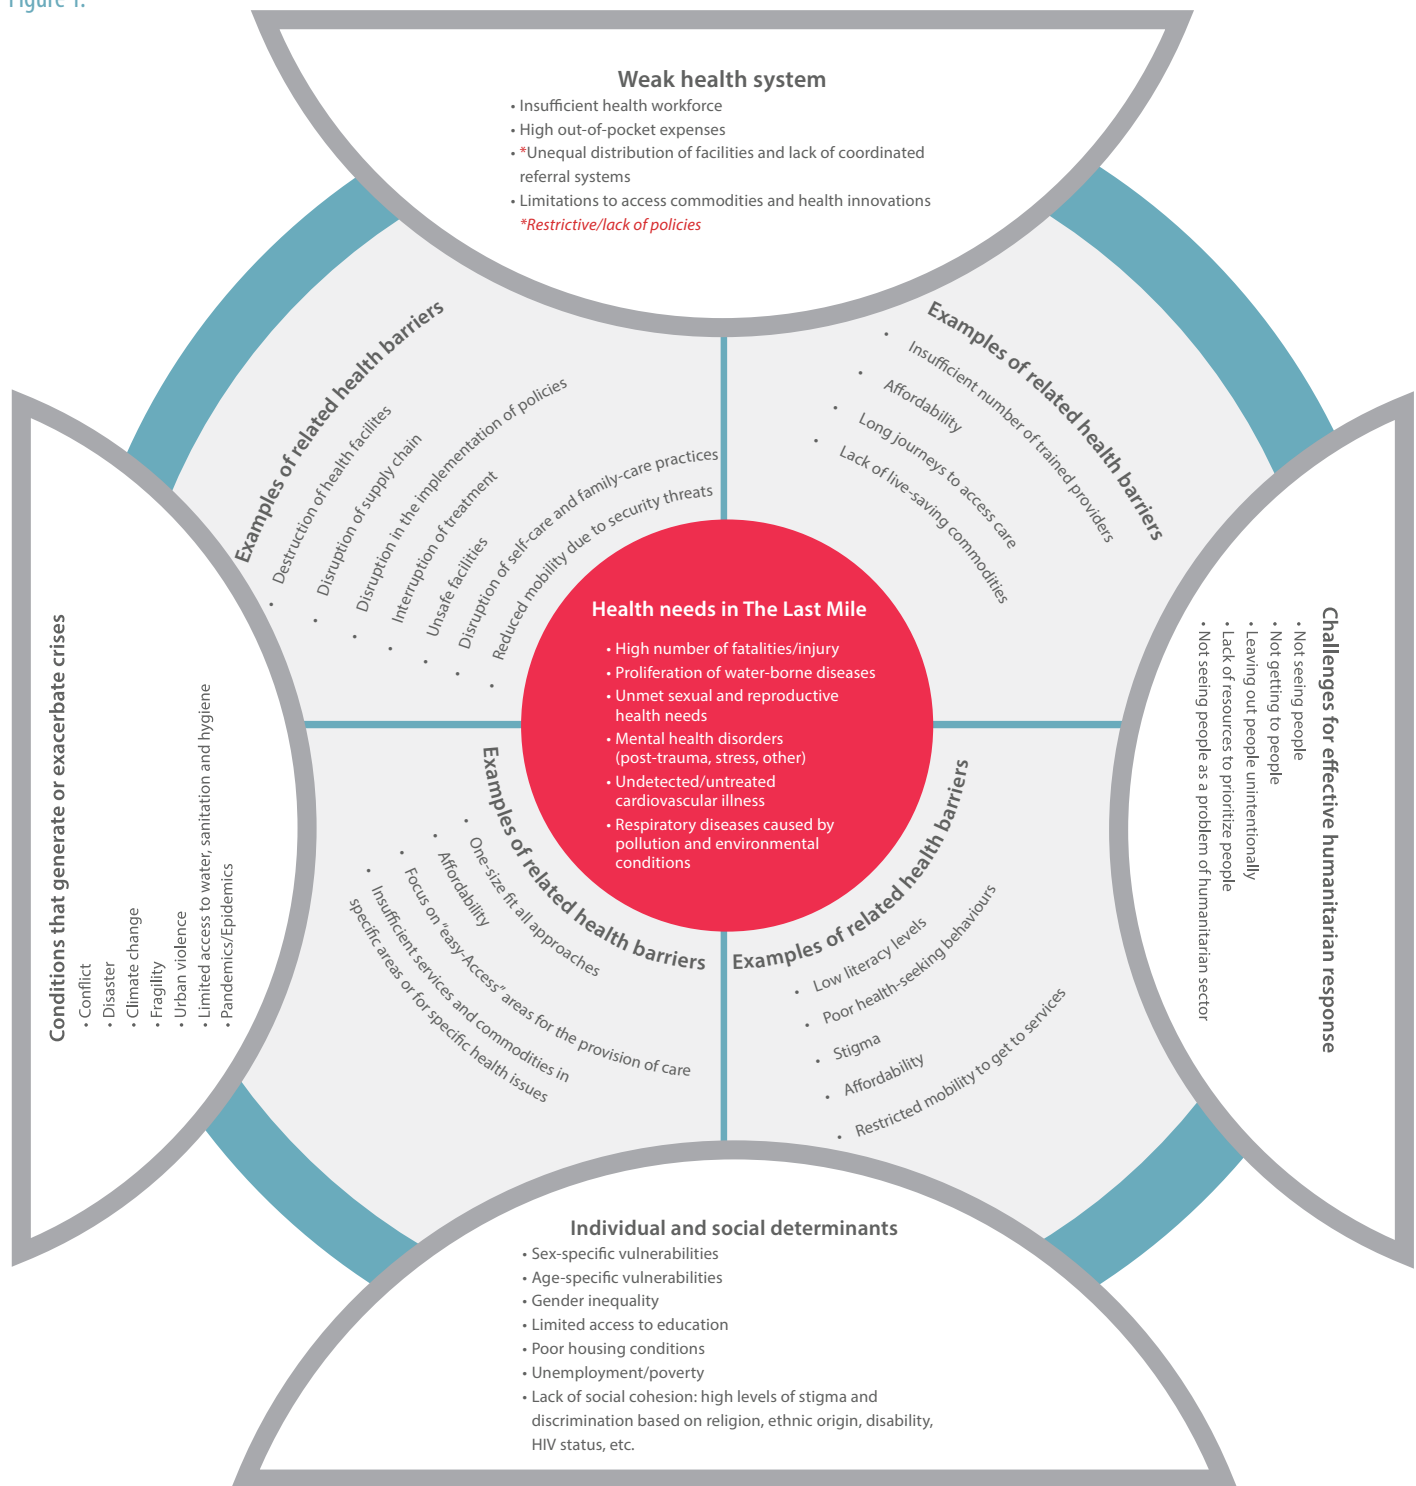 Figure 1.
Weak health system
• Insufficient health workforce
• High out-of-pocket expenses
• *Unequal distribution of facilities and lack of coordinated
referral systems
• Limitations to access commodities and health innovations
*Restrictive/lack of policies
Examples of related health barriers
• Destruction of health facilites
• Disruption of supply chain
• Disruption in the implementation of policies
• Interruption of treatment
• Unsafe facilities
• Disruption of self-care and family-care practices
• Reduced mobility due to security threats
Examples of related health barriers
• Insufficient number of trained providers
• Affordability
• Long journeys to access care
• Lack of live-saving commodities
Conditions that generate or exacerbate crises
• Conflict
• Disaster
• Climate change
• Fragility
• Urban violence
• Limited access to water, sanitation and hygiene
• Pandemics/Epidemics
Health needs in The Last Mile
• High number of fatalities/injury
• Proliferation of water-borne diseases
• Unmet sexual and reproductive
health needs
• Mental health disorders
(post-trauma, stress, other)
• Undetected/untreated
cardiovascular illness
• Respiratory diseases caused by
pollution and environmental
conditions
Challenges for effective humanitarian response
• Not seeing people
• Not getting to people
• Leaving out people unintentionally
• Lack of resources to prioritize people
• Not seeing people as a problem of humanitarian sector
Examples of related health barriers
• One-size fit all approaches
• Affordability
• Focus on “easy-Access” areas for the provision of care
• Insufficient services and commodities in
specific areas or for specific health issues
Examples of related health barriers
• Low literacy levels
• Poor health-seeking behaviours
• Stigma
• Affordability
• Restricted mobility to get to services
Individual and social determinants
• Sex-specific vulnerabilities
• Age-specific vulnerabilities
• Gender inequality
• Limited access to education
• Poor housing conditions
• Unemployment/poverty
• Lack of social cohesion: high levels of stigma and
discrimination based on religion, ethnic origin, disability,
HIV status, etc.